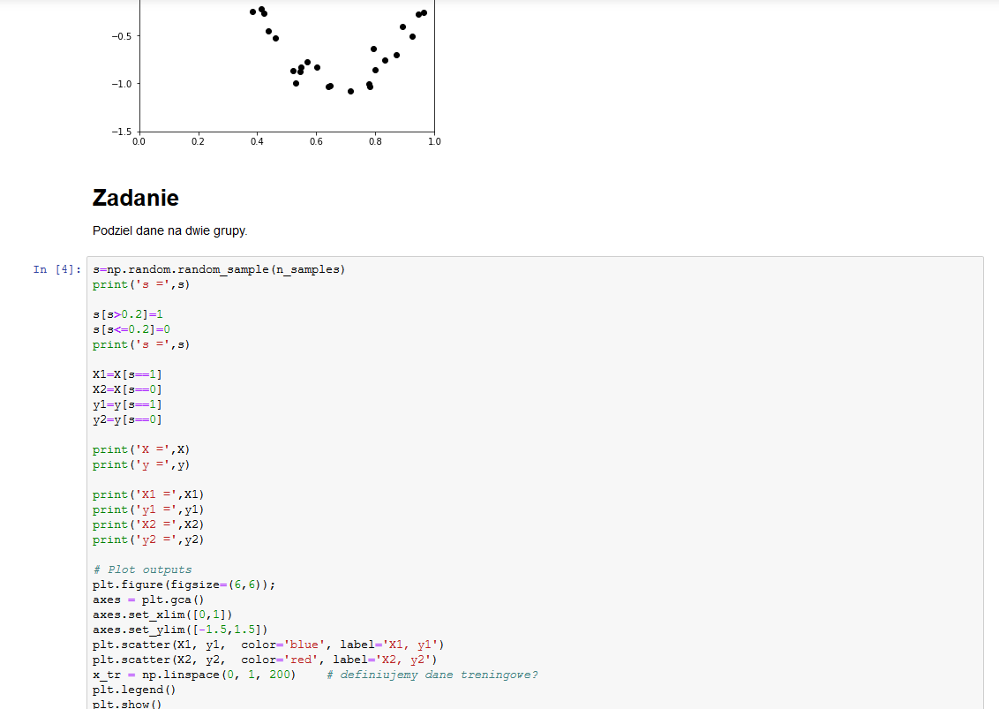 −0.5
−1.0
−1.5
0.0 0.2 0.4 0.6 0.8 1.0
Zadanie
Podziel dane na dwie grupy.
In [4]:
s=np.random.random_sample(n_samples)
print('s =',s)
s[s>0.2]=1
s[s<=0.2]=0
print('s =',s)
X1=X[s==1]
X2=X[s==0]
y1=y[s==1]
y2=y[s==0]
print('X =',X)
print('y =',y)
print('X1 =',X1)
print('y1 =',y1)
print('X2 =',X2)
print('y2 =',y2)
# Plot outputs
plt.figure(figsize=(6,6));
axes = plt.gca()
axes.set_xlim([0,1])
axes.set_ylim([-1.5,1.5])
plt.scatter(X1, y1,  color='blue', label='X1, y1')
plt.scatter(X2, y2,  color='red', label='X2, y2')
x_tr = np.linspace(0, 1, 200)    # definiujemy dane treningowe?
plt.legend()
plt.show()